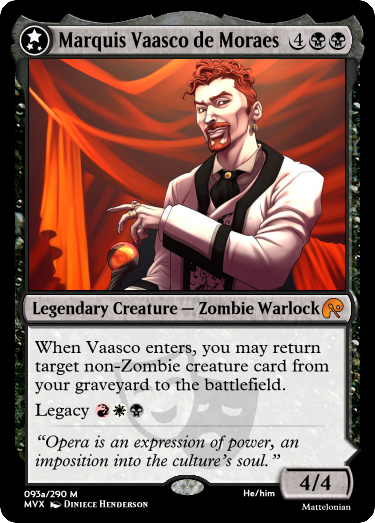 Marquis Vaasco de Moraes 4
Legendary Creature — Zombie Warlock
When Vaasco enters, you may return
target non-Zombie creature card from
your graveyard to the battlefield.
Legacy
“Opera is an expression of power, an
imposition into the culture's soul.”
4/4
093a/290 M
MVX DINIECE HENDERSON
He/him
Mattelonian